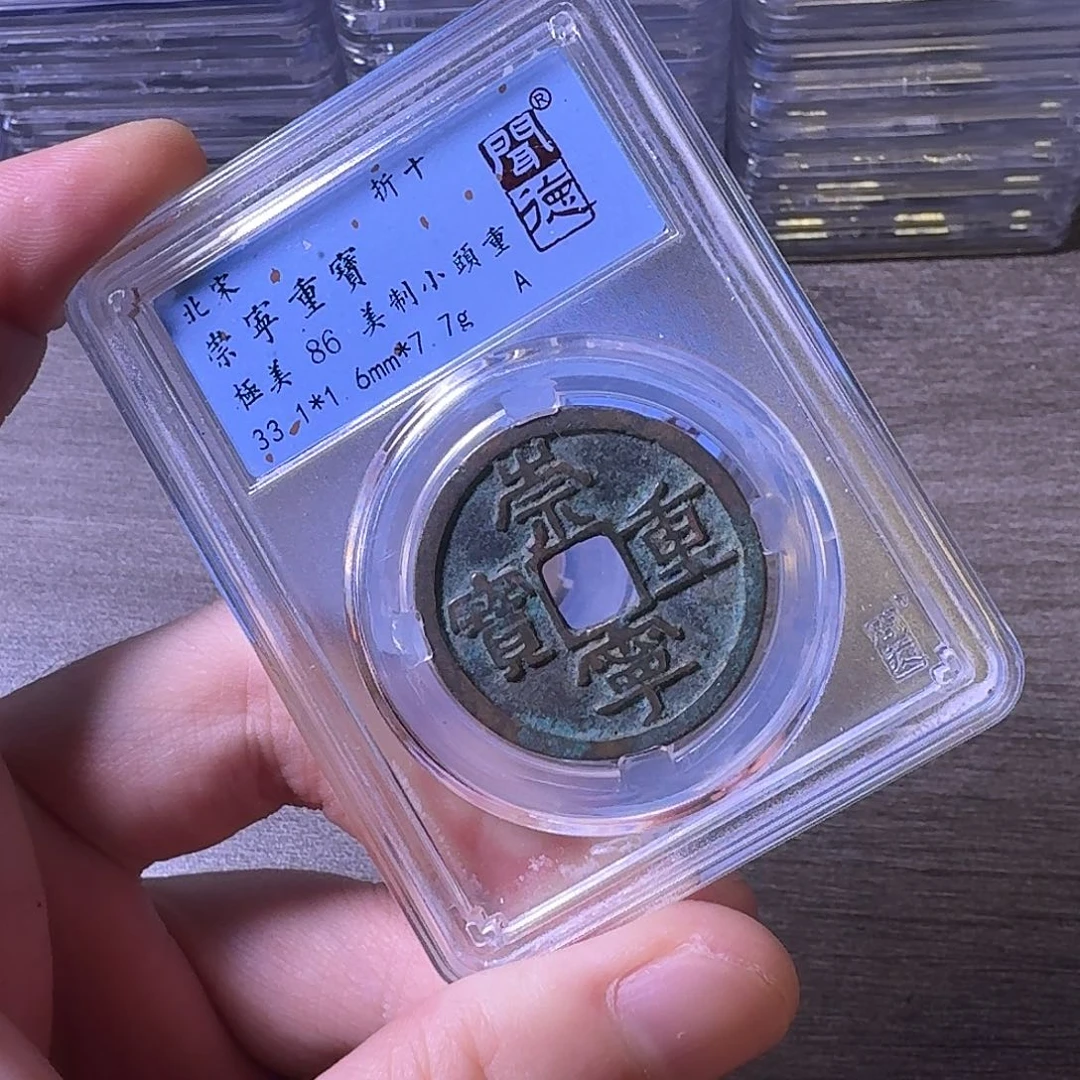 北宋 折十
崇寧重寶
極美 86 美制小頭重
33.1*1.6mm*7.7g A
聞德®
崇
重
寧
寶